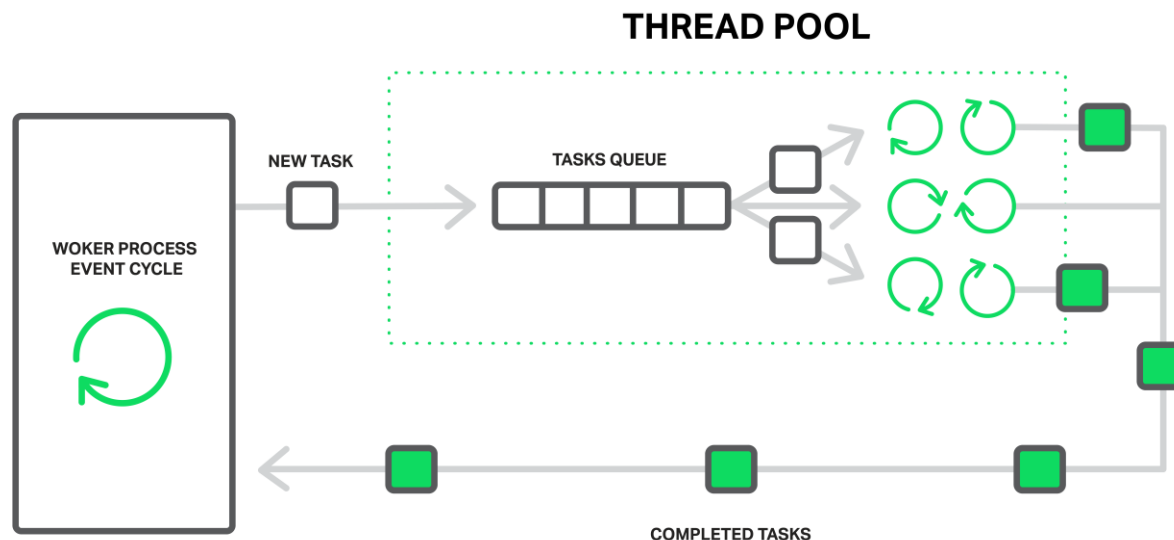 THREAD POOL
NEW TASK
TASKS QUEUE
WOKER PROCESS
EVENT CYCLE
COMPLETED TASKS